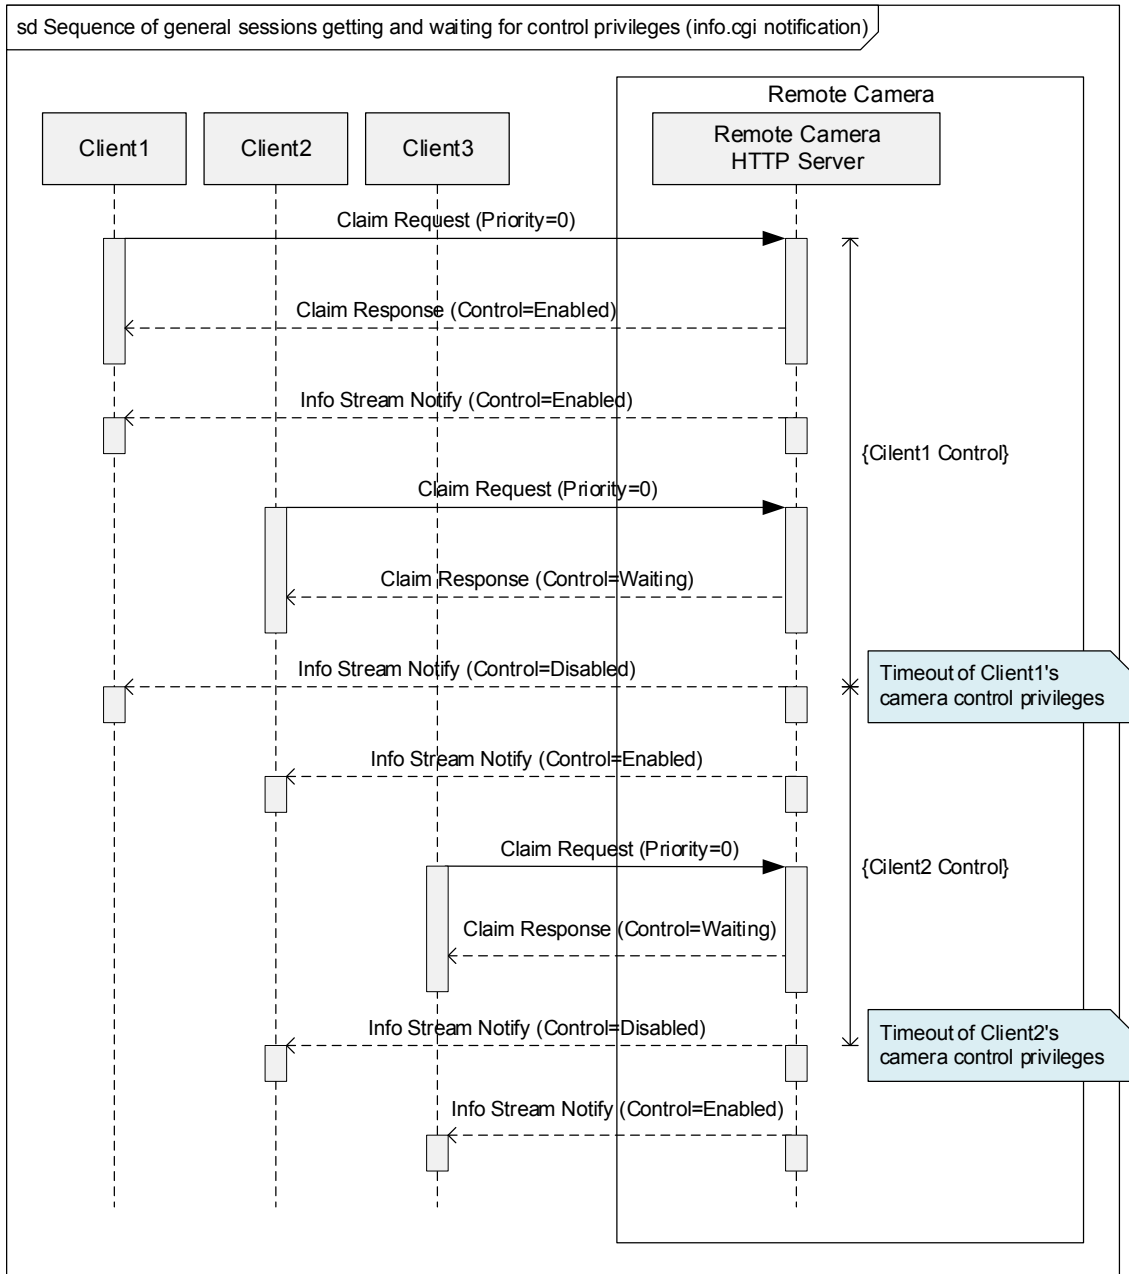 sd Sequence of general sessions getting and waiting for control privileges (info.cgi notification)
Remote Camera
Client1
Client2
Client3
Remote Camera
HTTP Server
Claim Request (Priority=0)
Claim Response (Control=Enabled)
Info Stream Notify (Control=Enabled)
{Cilent1 Control}
Claim Request (Priority=0)
Claim Response (Control=Waiting)
Info Stream Notify (Control=Disabled)
Timeout of Client1's
camera control privileges
Info Stream Notify (Control=Enabled)
Claim Request (Priority=0)
{Cilent2 Control}
Claim Response (Control=Waiting)
Info Stream Notify (Control=Disabled)
Timeout of Client2's
camera control privileges
Info Stream Notify (Control=Enabled)